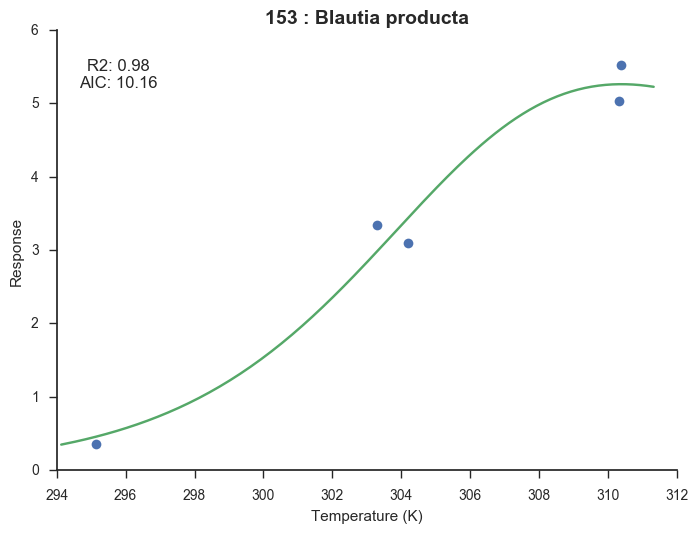 153 : Blautia producta
R2: 0.98
AIC: 10.16
Response
6
5
4
3
2
1
0
294 296 298 300 302 304 306 308 310 312
Temperature (K)